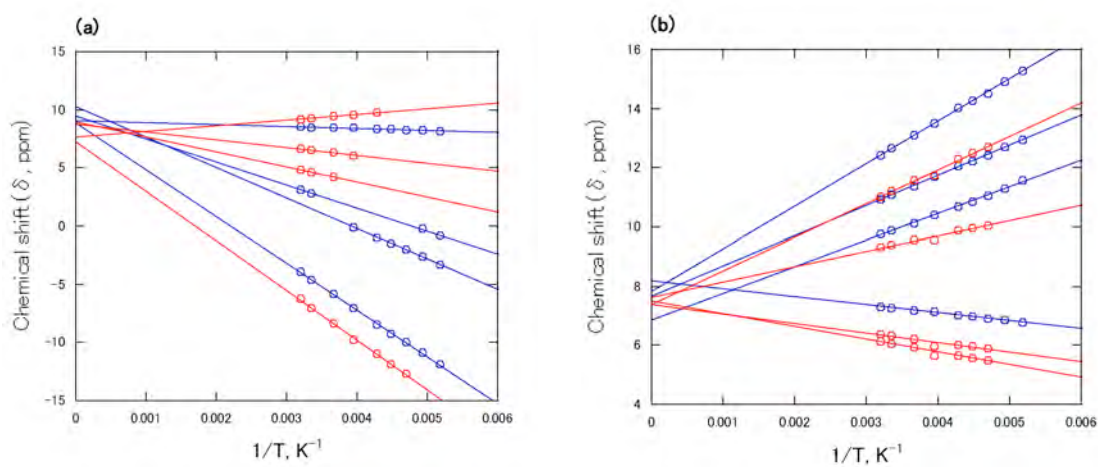 (a)
15
10
5
0
-5
-10
-15
Chemical shift (δ, ppm)
0 0.001 0.002 0.003 0.004 0.005 0.006
1/T, K⁻¹
(b)
16
14
12
10
8
6
4
Chemical shift (δ, ppm)
0 0.001 0.002 0.003 0.004 0.005 0.006
1/T, K⁻¹